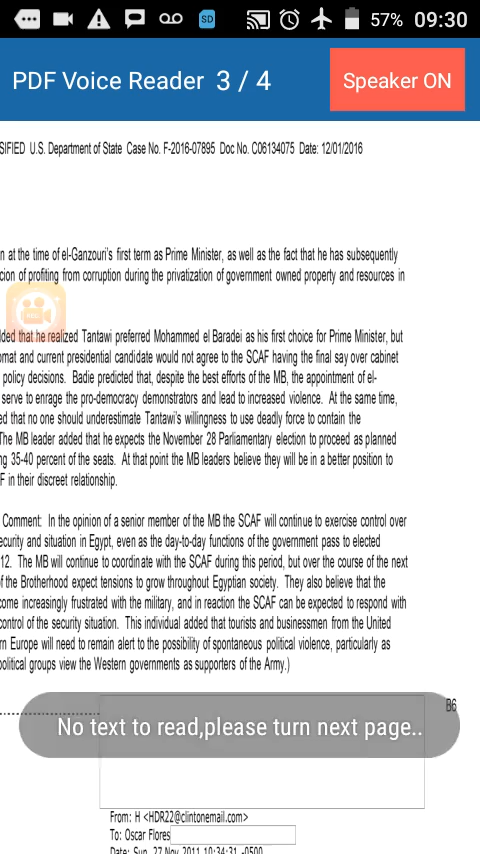 SD 57% 09:30
PDF Voice Reader 3 / 4 Speaker ON
SIFIED U.S. Department of State Case No. F-2016-07895 Doc No. C06134075 Date: 12/01/2016
n at the time of el-Ganzouri's first term as Prime Minister, as well as the fact that he has subsequently
cion of profiting from corruption during the privatization of government owned property and resources in
dded that he realized Tantawi preferred Mohammed el Baradei as his first choice for Prime Minister, but
omat and current presidential candidate would not agree to the SCAF having the final say over cabinet
policy decisions. Badie predicted that, despite the best efforts of the MB, the appointment of el-
serve to enrage the pro-democracy demonstrators and lead to increased violence. At the same time,
ed that no one should underestimate Tantawi's willingness to use deadly force to contain the
The MB leader added that he expects the November 28 Parliamentary election to proceed as planned
ng 35-40 percent of the seats. At that point the MB leaders believe they will be in a better position to
F in their discreet relationship.
Comment: In the opinion of a senior member of the MB the SCAF will continue to exercise control over
ecurity and situation in Egypt, even as the day-to-day functions of the government pass to elected
12. The MB will continue to coordinate with the SCAF during this period, but over the course of the next
of the Brotherhood expect tensions to grow throughout Egyptian society. They also believe that the
come increasingly frustrated with the military, and in reaction the SCAF can be expected to respond with
control of the security situation. This individual added that tourists and businessmen from the United
rn Europe will need to remain alert to the possibility of spontaneous political violence, particularly as
political groups view the Western governments as supporters of the Army.)
B6
No text to read,please turn next page..
From: H <HDR22@clintonemail.com>
To: Oscar Flores
Date: Sun, 27 Nov 2011 10:34:31 -0500